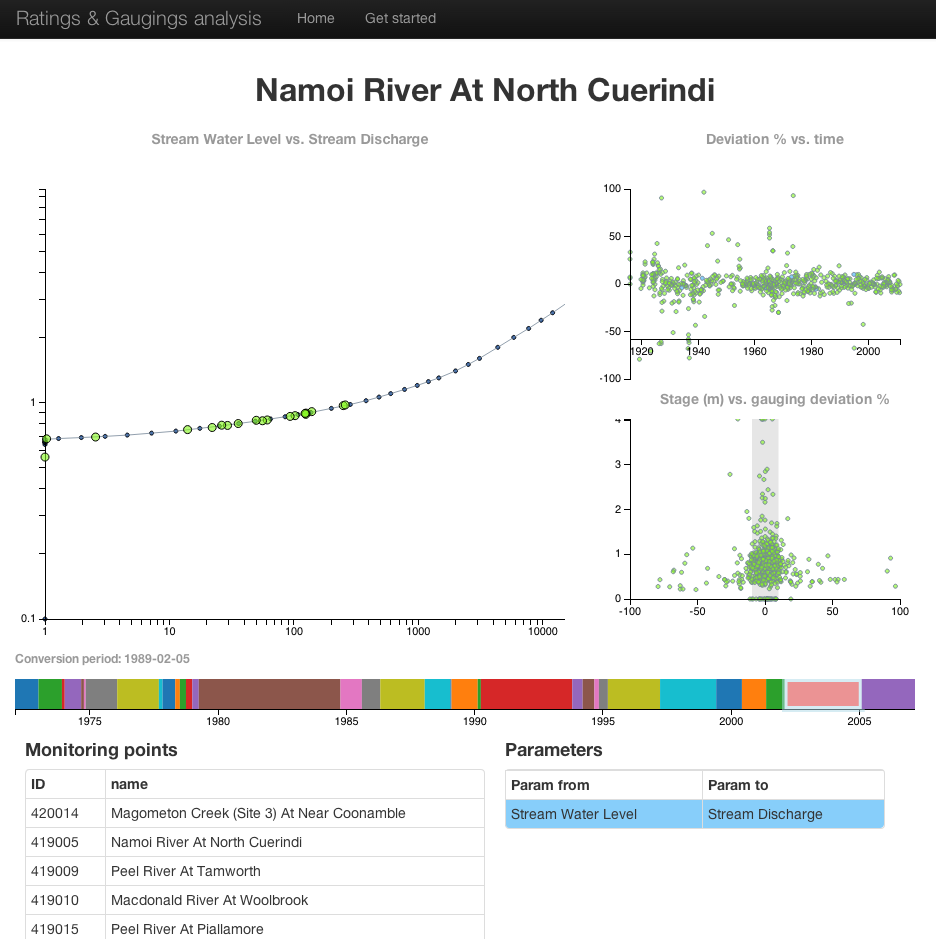 Ratings & Gaugings analysis Home Get started
Namoi River At North Cuerindi
Stream Water Level vs. Stream Discharge
1
0.1
1 10 100 1000 10000
Deviation % vs. time
100
50
0
-50
-100
1920 1940 1960 1980 2000
Stage (m) vs. gauging deviation %
4
3
2
1
0
-100 -50 0 50 100
Conversion period: 1989-02-05
1975 1980 1985 1990 1995 2000 2005
Monitoring points
ID name
420014 Magometon Creek (Site 3) At Near Coonamble
419005 Namoi River At North Cuerindi
419009 Peel River At Tamworth
419010 Macdonald River At Woolbrook
419015 Peel River At Piallamore
Parameters
Param from Param to
Stream Water Level Stream Discharge